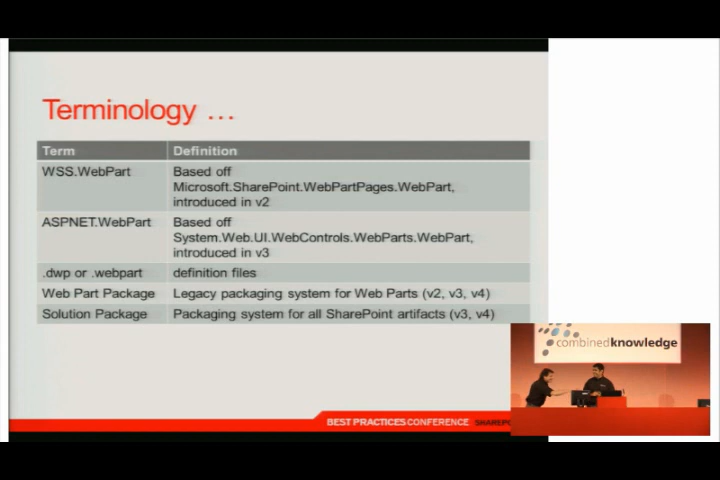 Terminology ...
Term Definition
WSS.WebPart Based off
Microsoft.SharePoint.WebPartPages.WebPart,
introduced in v2
ASPNET.WebPart Based off
System.Web.UI.WebControls.WebParts.WebPart,
introduced in v3
.dwp or .webpart definition files
Web Part Package Legacy packaging system for Web Parts (v2, v3, v4)
Solution Package Packaging system for all SharePoint artifacts (v3, v4)
combinedknowledge
BEST PRACTICES CONFERENCE SHAREPO